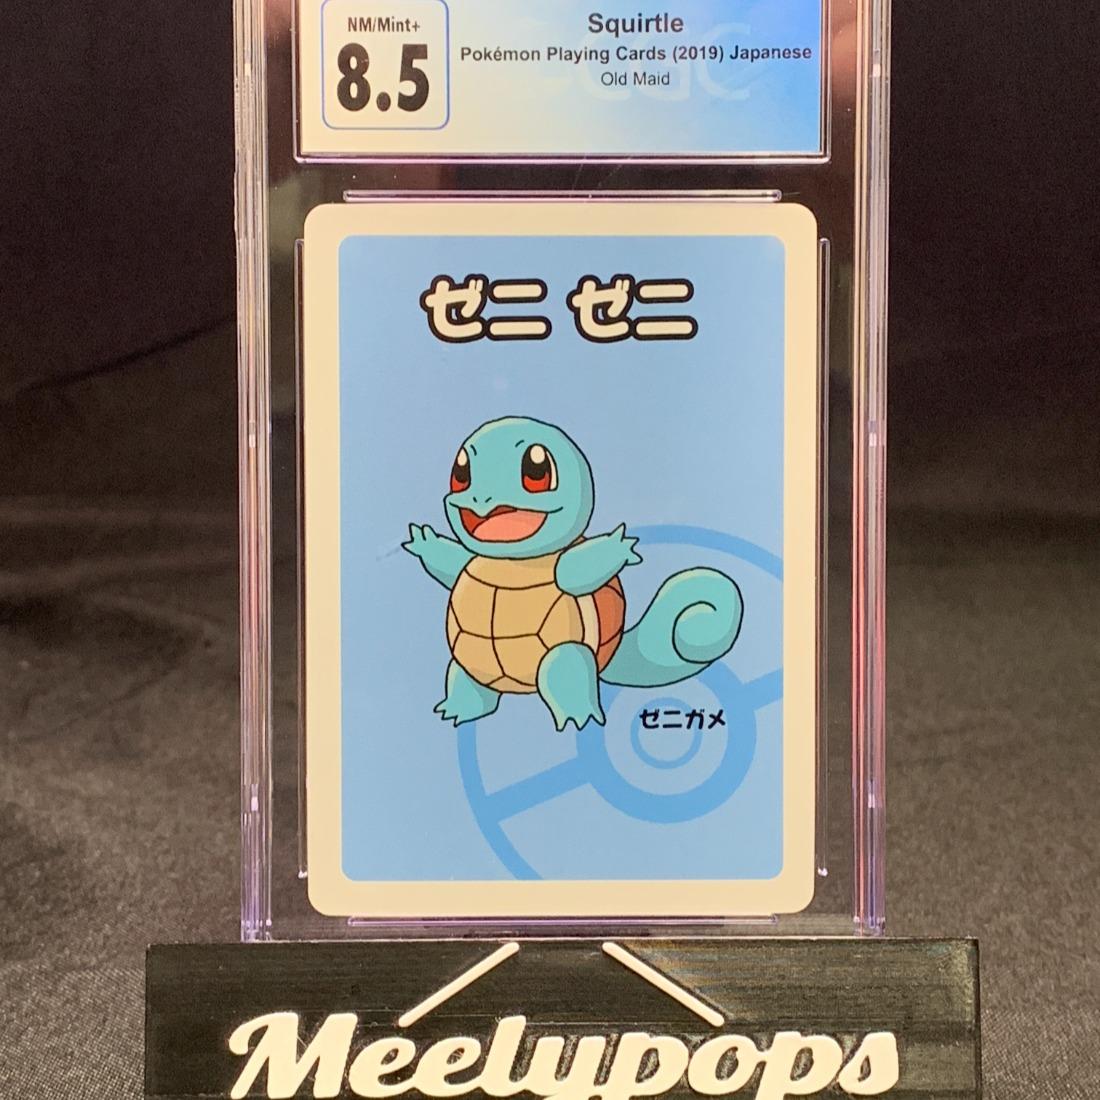 NM/Mint+
8.5
Squirtle
Pokémon Playing Cards (2019) Japanese
Old Maid
CGC
ゼニ ゼニ
ゼニガメ
Meelypops